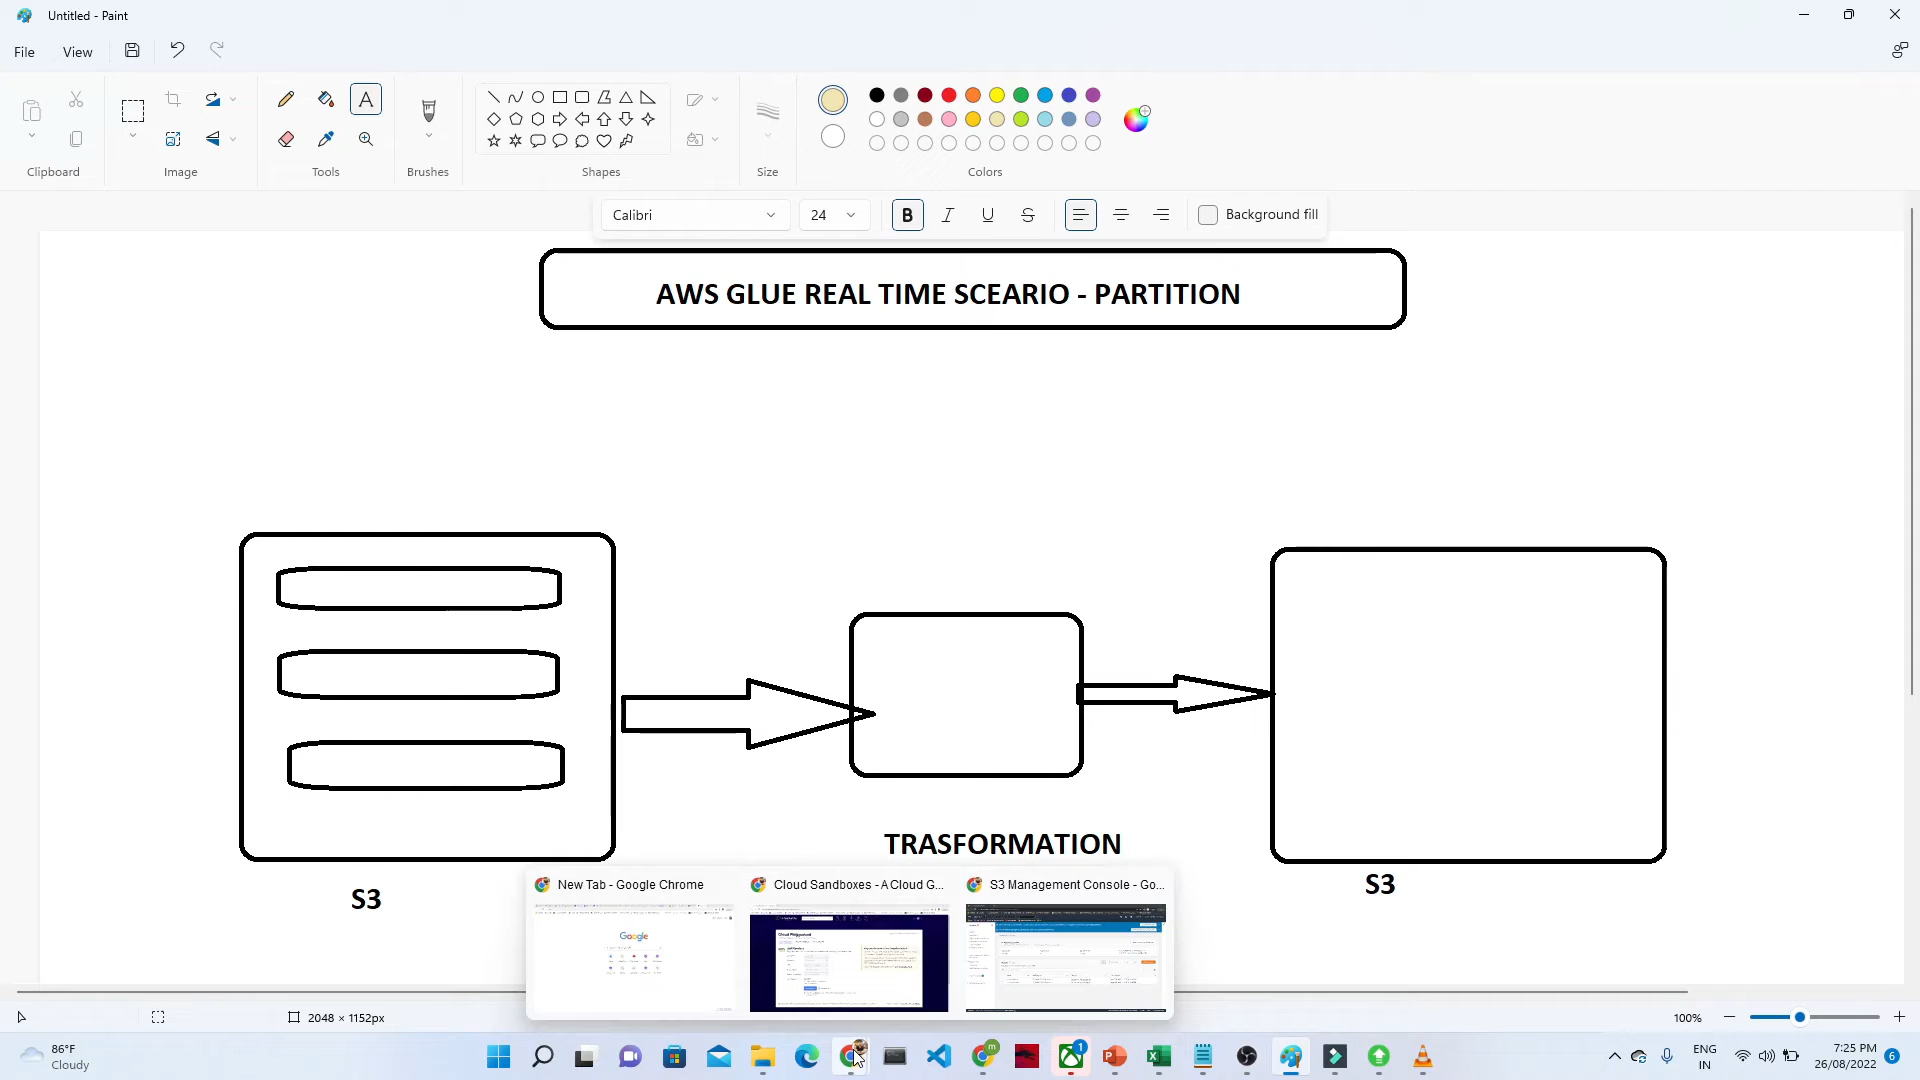 Untitled - Paint
File
View
Clipboard
Image
Tools
Brushes
Shapes
Size
Colors
Calibri
24
B
I
U
Background fill
AWS GLUE REAL TIME SCEARIO - PARTITION
TRASFORMATION
S3
S3
New Tab - Google Chrome
Cloud Sandboxes - A Cloud G...
S3 Management Console - Go...
Google
2048 × 1152px
100%
86°F
Cloudy
ENG
IN
7:25 PM
26/08/2022
6